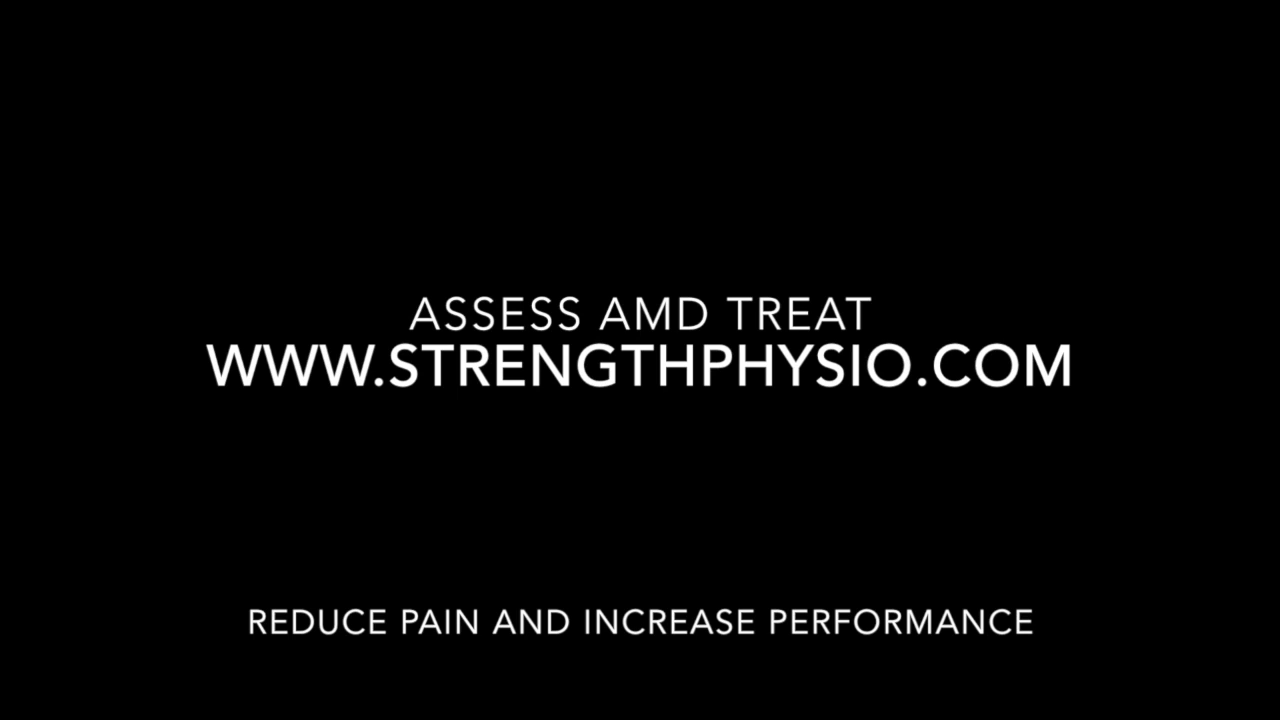 ASSESS AMD TREAT
WWW.STRENGTHPHYSIO.COM
REDUCE PAIN AND INCREASE PERFORMANCE